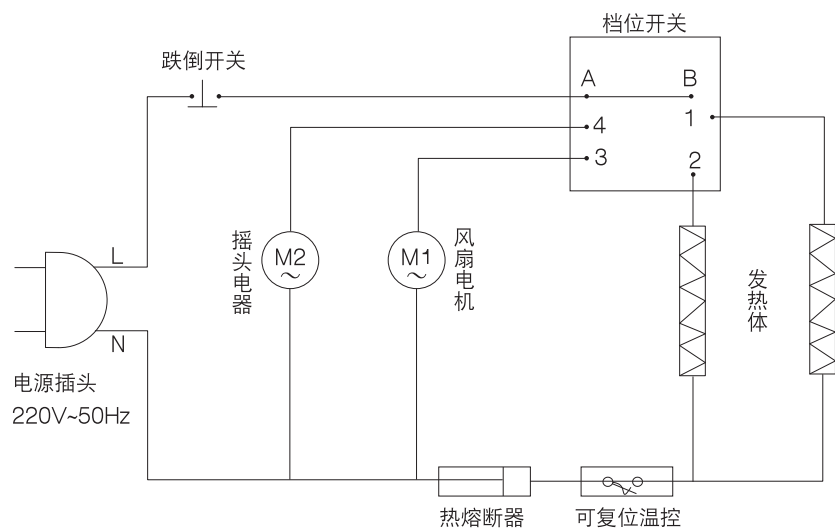 档位开关
跌倒开关
A
B
1
4
3
2
摇头电器
M2
M1
风扇电机
L
发热体
N
电源插头
220V~50Hz
热熔断器
可复位温控